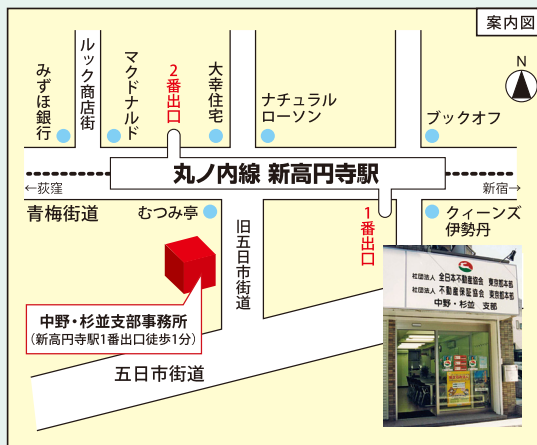 案内図
N
みずほ銀行
ルック商店街
マクドナルド
2番出口
大幸住宅
ナチュラル
ローソン
ブックオフ
丸ノ内線 新高円寺駅
←荻窪
新宿→
青梅街道
むつみ亭
旧五日市街道
1番出口
クィーンズ
伊勢丹
中野・杉並支部事務所
(新高円寺駅1番出口徒歩1分)
五日市街道
社団法人 全日本不動産協会 東京都本部
社団法人 不動産保証協会 東京都本部
中野・杉並 支部